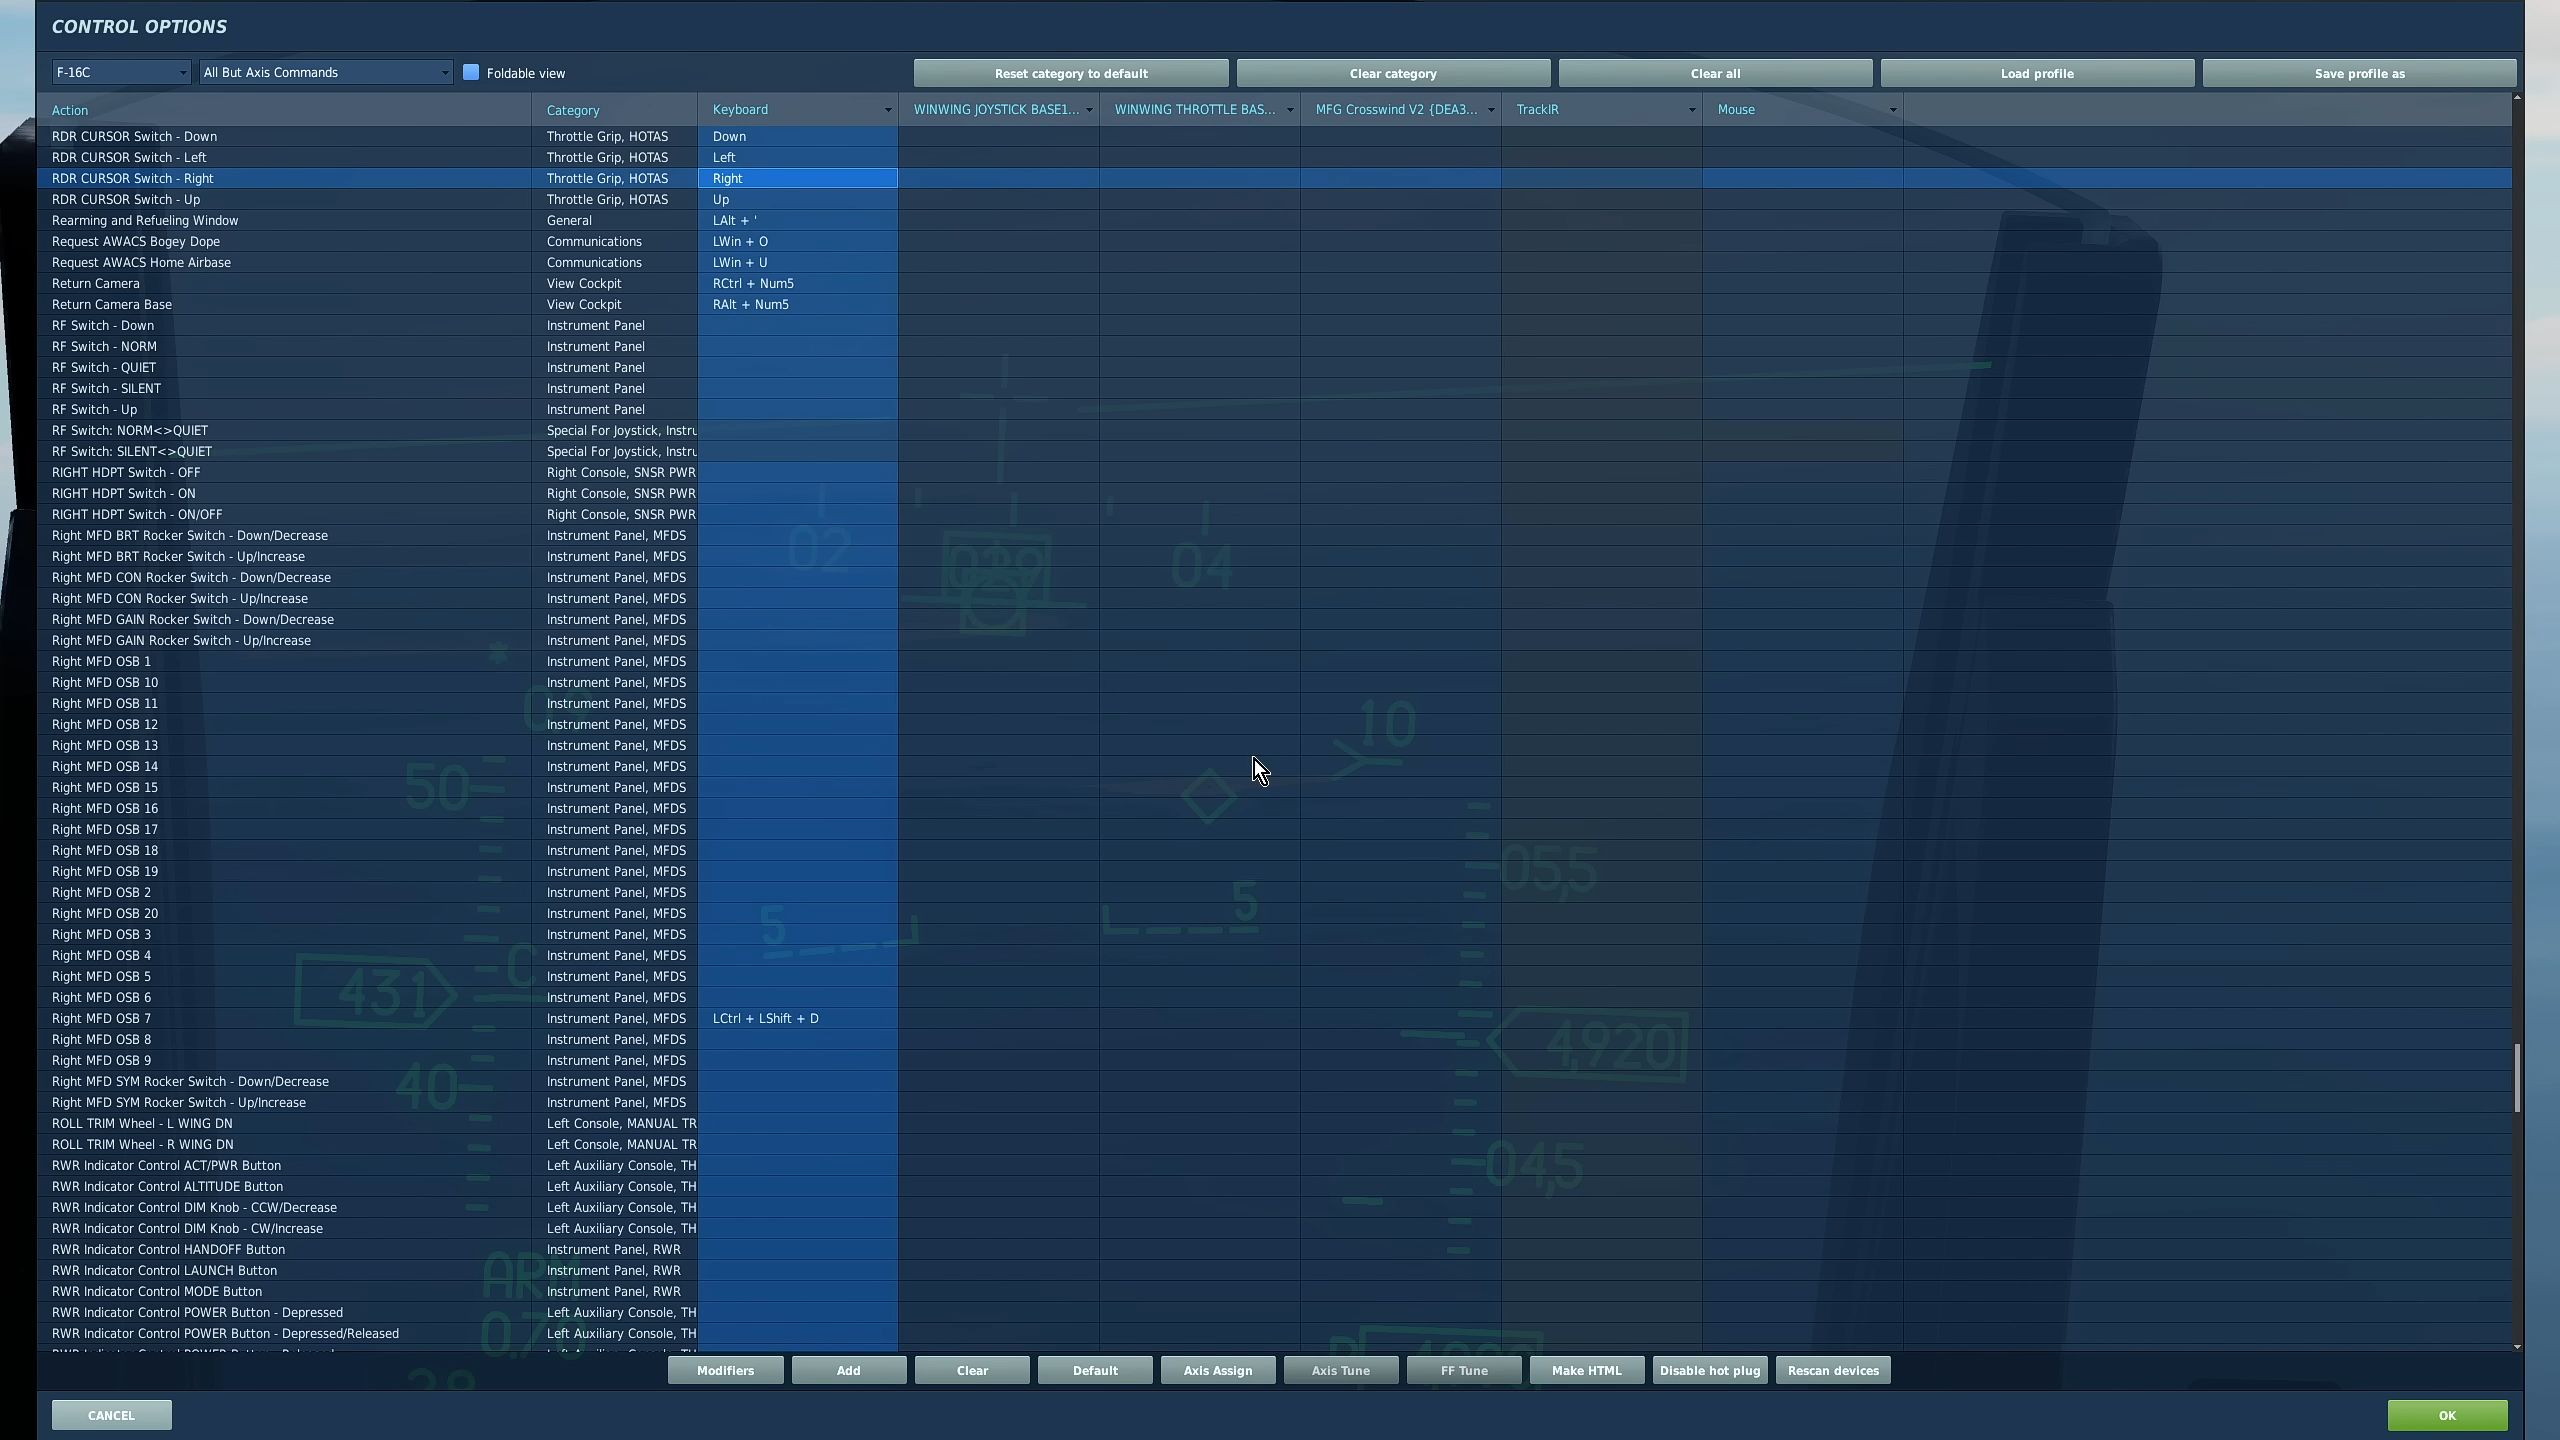 CONTROL OPTIONS
F-16C All But Axis Commands Foldable view Reset category to default Clear category Clear all Load profile Save profile as
Action Category Keyboard WINWING JOYSTICK BASE1... WINWING THROTTLE BAS... MFG Crosswind V2 {DEA3... TrackIR Mouse
RDR CURSOR Switch - Down Throttle Grip, HOTAS Down
RDR CURSOR Switch - Left Throttle Grip, HOTAS Left
RDR CURSOR Switch - Right Throttle Grip, HOTAS Right
RDR CURSOR Switch - Up Throttle Grip, HOTAS Up
Rearming and Refueling Window General LAlt + '
Request AWACS Bogey Dope Communications LWin + O
Request AWACS Home Airbase Communications LWin + U
Return Camera View Cockpit RCtrl + Num5
Return Camera Base View Cockpit RAlt + Num5
RF Switch - Down Instrument Panel
RF Switch - NORM Instrument Panel
RF Switch - QUIET Instrument Panel
RF Switch - SILENT Instrument Panel
RF Switch - Up Instrument Panel
RF Switch: NORM<>QUIET Special For Joystick, Instru
RF Switch: SILENT<>QUIET Special For Joystick, Instru
RIGHT HDPT Switch - OFF Right Console, SNSR PWR
RIGHT HDPT Switch - ON Right Console, SNSR PWR
RIGHT HDPT Switch - ON/OFF Right Console, SNSR PWR
Right MFD BRT Rocker Switch - Down/Decrease Instrument Panel, MFDS
Right MFD BRT Rocker Switch - Up/Increase Instrument Panel, MFDS
Right MFD CON Rocker Switch - Down/Decrease Instrument Panel, MFDS
Right MFD CON Rocker Switch - Up/Increase Instrument Panel, MFDS
Right MFD GAIN Rocker Switch - Down/Decrease Instrument Panel, MFDS
Right MFD GAIN Rocker Switch - Up/Increase Instrument Panel, MFDS
Right MFD OSB 1 Instrument Panel, MFDS
Right MFD OSB 10 Instrument Panel, MFDS
Right MFD OSB 11 Instrument Panel, MFDS
Right MFD OSB 12 Instrument Panel, MFDS
Right MFD OSB 13 Instrument Panel, MFDS
Right MFD OSB 14 Instrument Panel, MFDS
Right MFD OSB 15 Instrument Panel, MFDS
Right MFD OSB 16 Instrument Panel, MFDS
Right MFD OSB 17 Instrument Panel, MFDS
Right MFD OSB 18 Instrument Panel, MFDS
Right MFD OSB 19 Instrument Panel, MFDS
Right MFD OSB 2 Instrument Panel, MFDS
Right MFD OSB 20 Instrument Panel, MFDS
Right MFD OSB 3 Instrument Panel, MFDS
Right MFD OSB 4 Instrument Panel, MFDS
Right MFD OSB 5 Instrument Panel, MFDS
Right MFD OSB 6 Instrument Panel, MFDS
Right MFD OSB 7 Instrument Panel, MFDS LCtrl + LShift + D
Right MFD OSB 8 Instrument Panel, MFDS
Right MFD OSB 9 Instrument Panel, MFDS
Right MFD SYM Rocker Switch - Down/Decrease Instrument Panel, MFDS
Right MFD SYM Rocker Switch - Up/Increase Instrument Panel, MFDS
ROLL TRIM Wheel - L WING DN Left Console, MANUAL TR
ROLL TRIM Wheel - R WING DN Left Console, MANUAL TR
RWR Indicator Control ACT/PWR Button Left Auxiliary Console, TH
RWR Indicator Control ALTITUDE Button Left Auxiliary Console, TH
RWR Indicator Control DIM Knob - CCW/Decrease Left Auxiliary Console, TH
RWR Indicator Control DIM Knob - CW/Increase Left Auxiliary Console, TH
RWR Indicator Control HANDOFF Button Instrument Panel, RWR
RWR Indicator Control LAUNCH Button Instrument Panel, RWR
RWR Indicator Control MODE Button Instrument Panel, RWR
RWR Indicator Control POWER Button - Depressed Left Auxiliary Console, TH
RWR Indicator Control POWER Button - Depressed/Released Left Auxiliary Console, TH
02 04
10
50
05,5
5 5
431 C 4,920
40
04,5
ARM
0.70
Modifiers Add Clear Default Axis Assign Axis Tune FF Tune Make HTML Disable hot plug Rescan devices
CANCEL OK